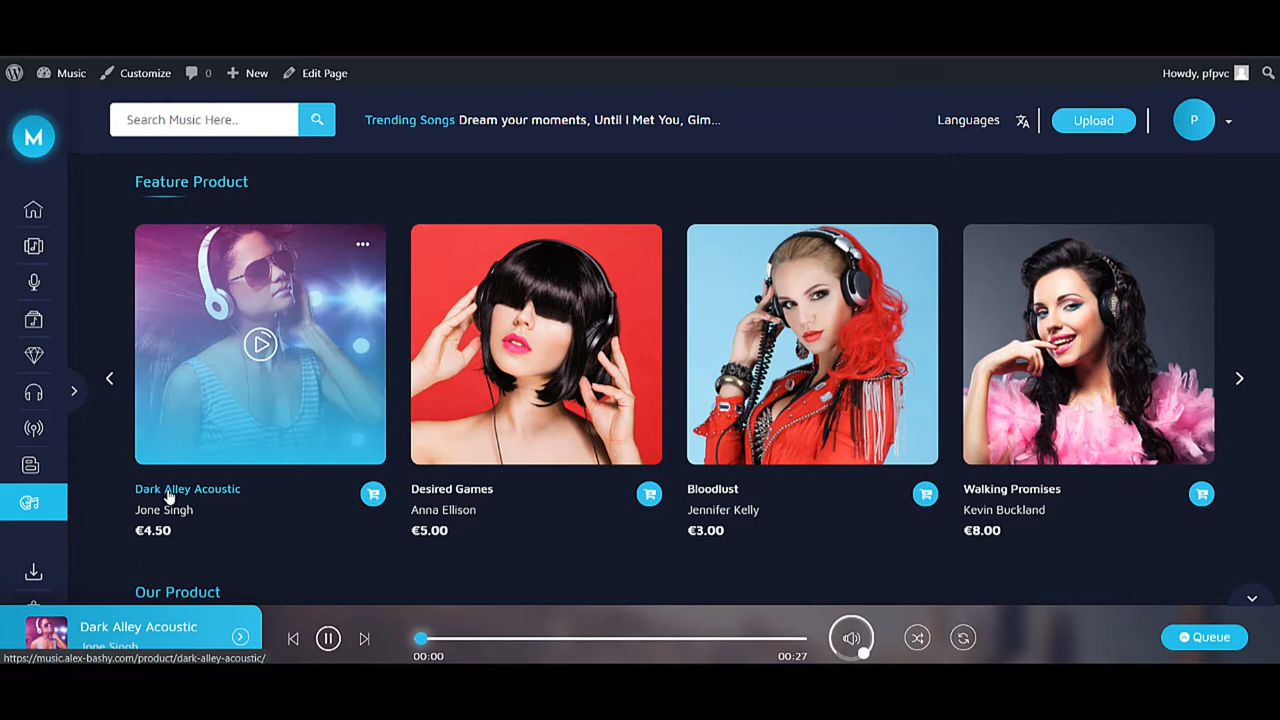 Music
Customize
0
New
Edit Page
Howdy, pfpvc
M
Search Music Here..
Trending Songs Dream your moments, Until I Met You, Gim...
Languages
Upload
P
Feature Product
Dark Alley Acoustic
Jone Singh
€4.50
Desired Games
Anna Ellison
€5.00
Bloodlust
Jennifer Kelly
€3.00
Walking Promises
Kevin Buckland
€8.00
Our Product
Dark Alley Acoustic
Jone Singh
00:00
00:27
Queue
https://music.alex-bashy.com/product/dark-alley-acoustic/